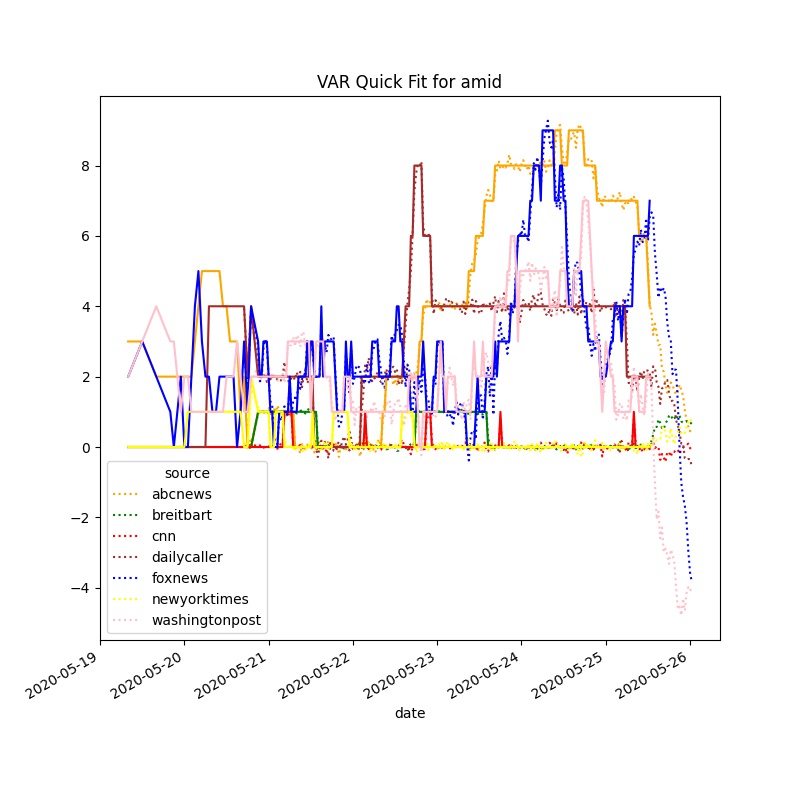 VAR Quick Fit for amid
8
6
4
2
0
−2
−4
source
abcnews
breitbart
cnn
dailycaller
foxnews
newyorktimes
washingtonpost
2020-05-19
2020-05-20
2020-05-21
2020-05-22
2020-05-23
2020-05-24
2020-05-25
2020-05-26
date